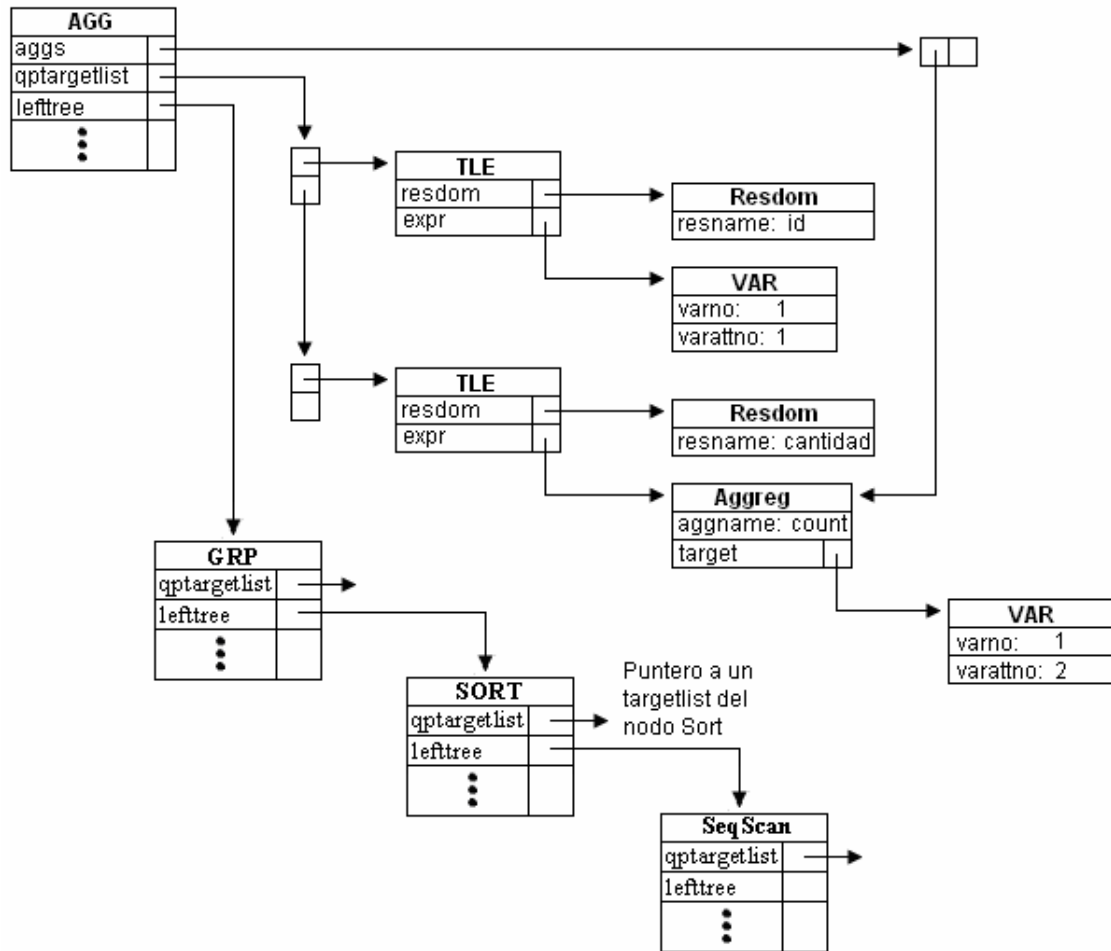 AGG
aggs
qptargetlist
lefttree
TLE
resdom
expr
Resdom
resname: id
VAR
varno: 1
varattno: 1
TLE
resdom
expr
Resdom
resname: cantidad
Aggreg
aggname: count
target
VAR
varno: 1
varattno: 2
GRP
qptargetlist
lefttree
SORT
qptargetlist
lefttree
Puntero a un
targetlist del
nodo Sort
SeqScan
qptargetlist
lefttree